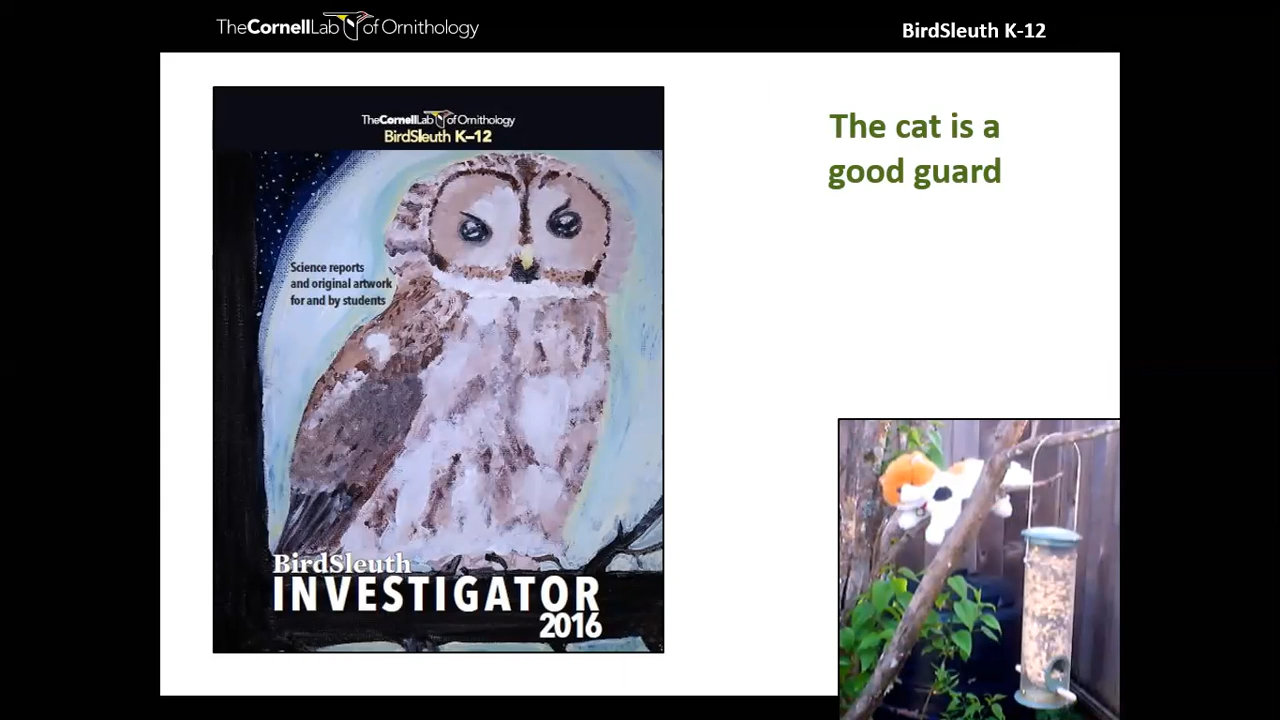 TheCornellLab of Ornithology
BirdSleuth K-12
TheCornellLab of Ornithology
BirdSleuth K–12
Science reports
and original artwork
for and by students
BirdSleuth
INVESTIGATOR
2016
The cat is a
good guard